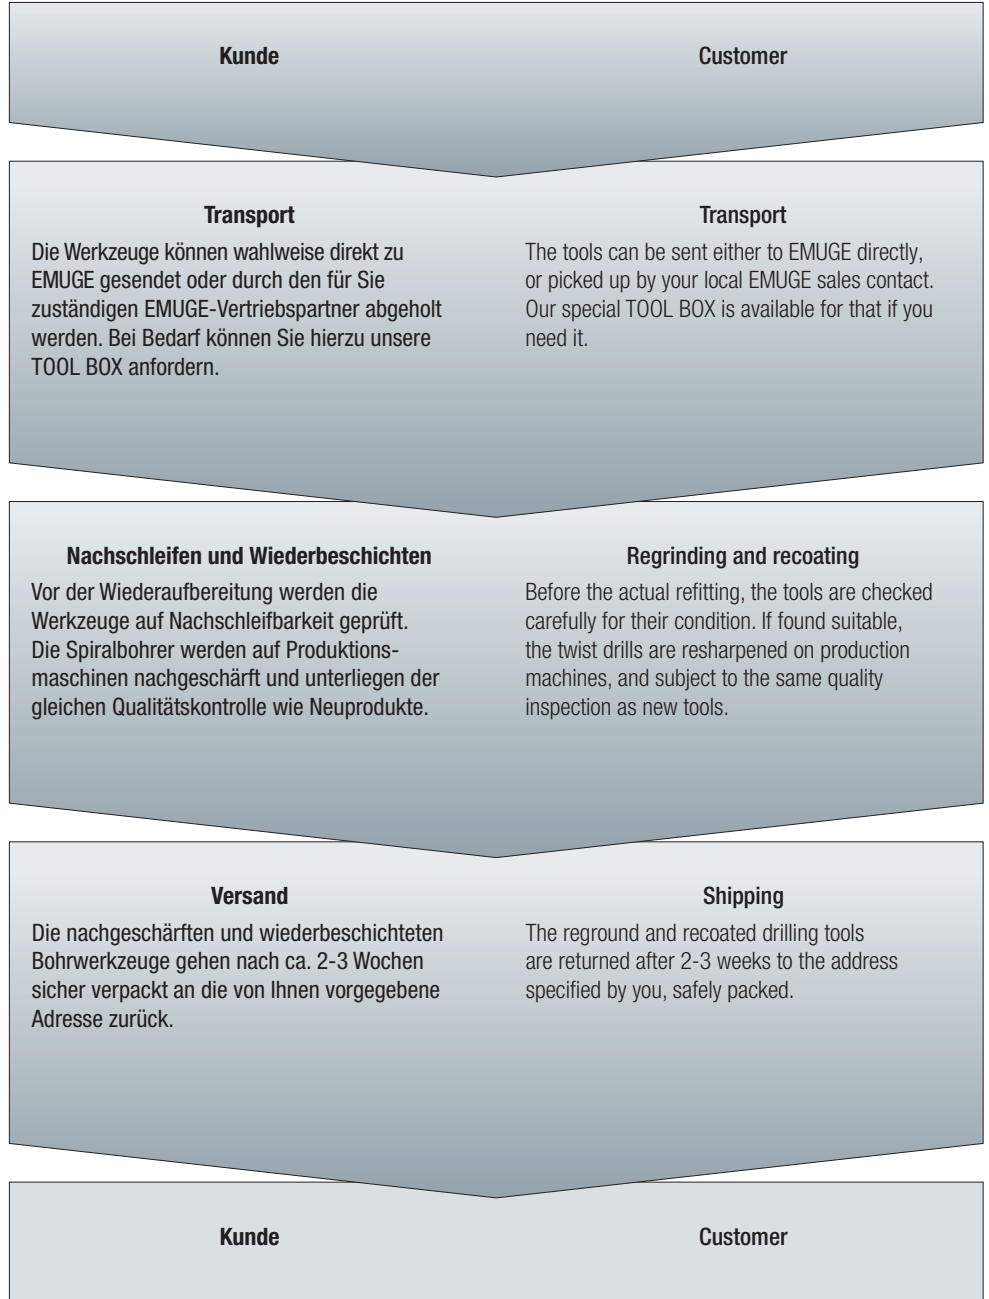 Kunde
Customer
Transport
Die Werkzeuge können wahlweise direkt zu
EMUGE gesendet oder durch den für Sie
zuständigen EMUGE-Vertriebspartner abgeholt
werden. Bei Bedarf können Sie hierzu unsere
TOOL BOX anfordern.
Transport
The tools can be sent either to EMUGE directly,
or picked up by your local EMUGE sales contact.
Our special TOOL BOX is available for that if you
need it.
Nachschleifen und Wiederbeschichten
Vor der Wiederaufbereitung werden die
Werkzeuge auf Nachschleifbarkeit geprüft.
Die Spiralbohrer werden auf Produktions-
maschinen nachgeschärft und unterliegen der
gleichen Qualitätskontrolle wie Neuprodukte.
Regrinding and recoating
Before the actual refitting, the tools are checked
carefully for their condition. If found suitable,
the twist drills are resharpened on production
machines, and subject to the same quality
inspection as new tools.
Versand
Die nachgeschärften und wiederbeschichteten
Bohrwerkzeuge gehen nach ca. 2-3 Wochen
sicher verpackt an die von Ihnen vorgegebene
Adresse zurück.
Shipping
The reground and recoated drilling tools
are returned after 2-3 weeks to the address
specified by you, safely packed.
Kunde
Customer